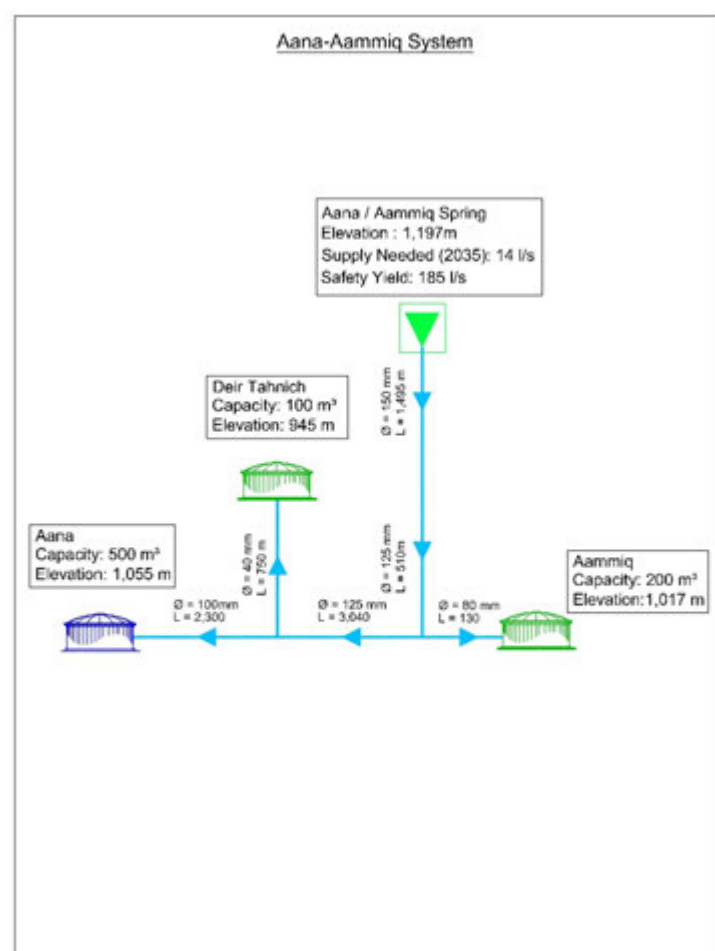 Aana-Aammiq System
Aana / Aammiq Spring
Elevation : 1,197m
Supply Needed (2035): 14 l/s
Safety Yield: 185 l/s
Ø = 150 mm
L = 1,495 m
Deir Tahnich
Capacity: 100 m³
Elevation: 945 m
Ø = 125 mm
L = 510m
Ø = 40 mm
L = 750 m
Aana
Capacity: 500 m³
Elevation: 1,055 m
Aammiq
Capacity: 200 m³
Elevation:1,017 m
Ø = 100mm
L = 2,300
Ø = 125 mm
L = 3,040
Ø = 80 mm
L = 130